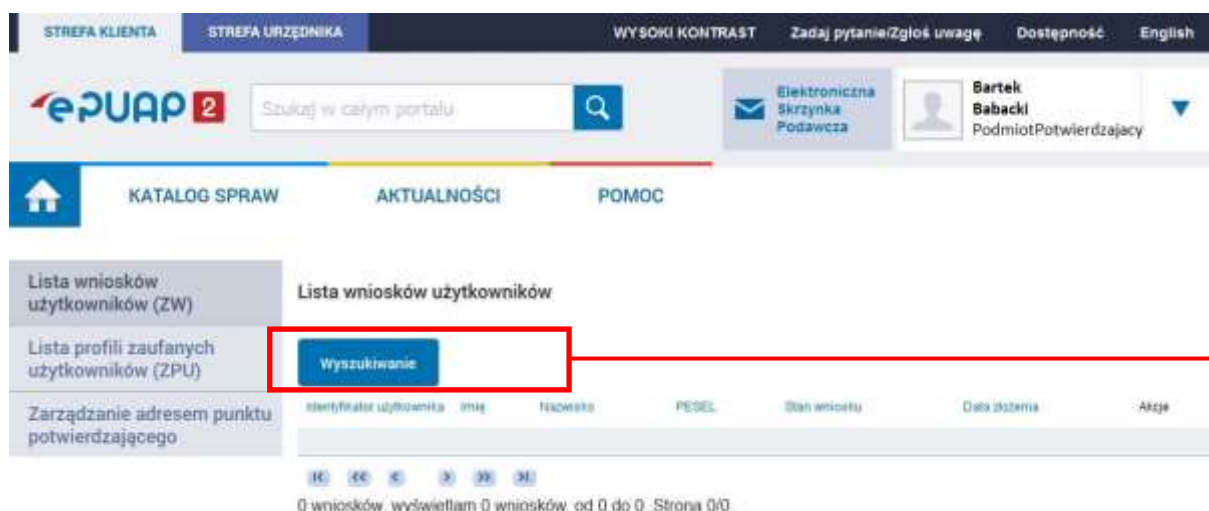 STREFA KLIENTA STREFA URZĘDNIKA WYSOKI KONTRAST Zadaj pytanie/Zgłoś uwagę Dostępność English
ePUAP 2 Szukaj w całym portalu
Elektroniczna
Skrzynka
Podawcza
Bartek
Babacki
PodmiotPotwierdzajacy
KATALOG SPRAW AKTUALNOŚCI POMOC
Lista wniosków
użytkowników (ZW)
Lista profili zaufanych
użytkowników (ZPU)
Zarządzanie adresem punktu
potwierdzającego
Lista wniosków użytkowników
Wyszukiwanie
Identyfikator użytkownika Imię Nazwisko PESEL Stan wniosku Data złożenia Akcje
0 wniosków, wyświetlam 0 wniosków, od 0 do 0. Strona 0/0